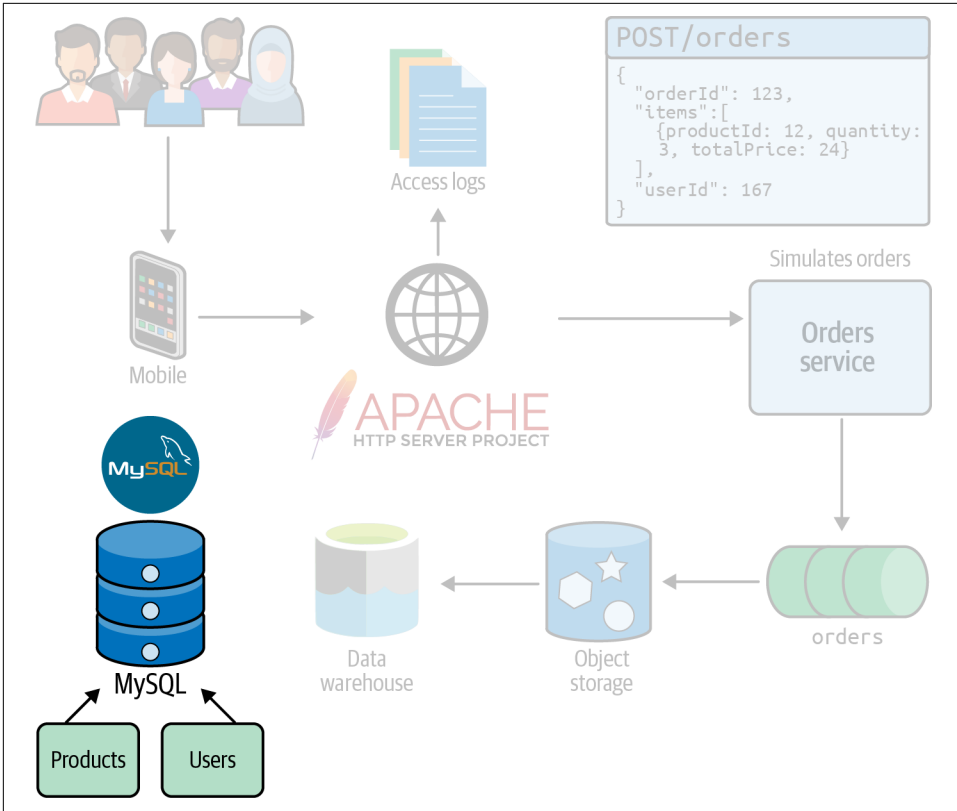 POST/orders
{
"orderId": 123,
"items":[
{productId: 12, quantity:
3, totalPrice: 24}
],
"userId": 167
}
Access logs
Simulates orders
Orders
service
Mobile
APACHE
HTTP SERVER PROJECT
MySQL
orders
Data
warehouse
Object
storage
MySQL
Products
Users